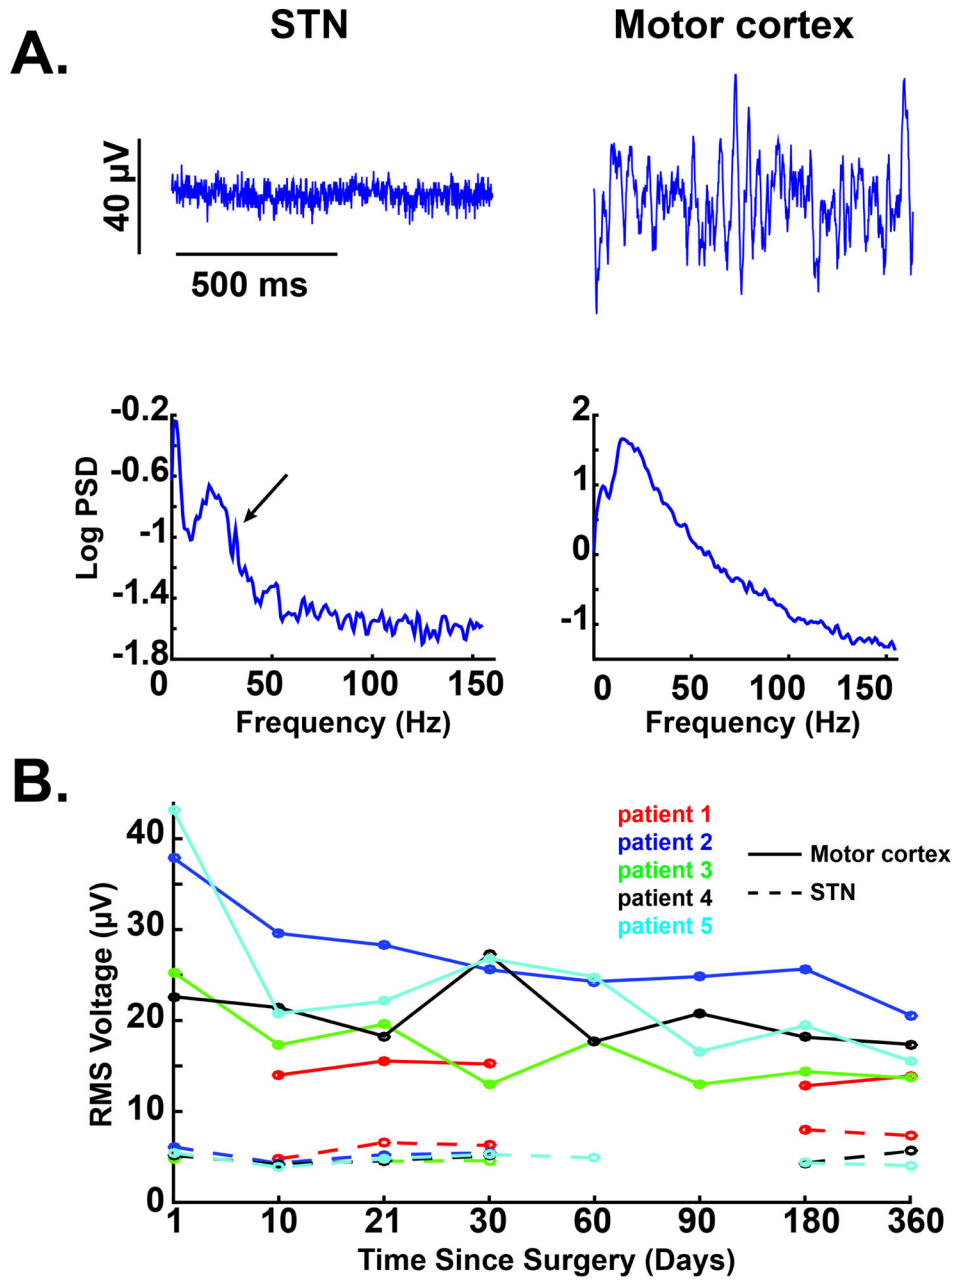 A.
STN
Motor cortex
40 µV
500 ms
-0.2
-0.6
-1
-1.4
-1.8
Log PSD
0 50 100 150
Frequency (Hz)
2
1
0
-1
0 50 100 150
Frequency (Hz)
B.
40
30
20
10
0
RMS Voltage (µV)
patient 1
patient 2
patient 3
patient 4
patient 5
Motor cortex
STN
1 10 21 30 60 90 180 360
Time Since Surgery (Days)